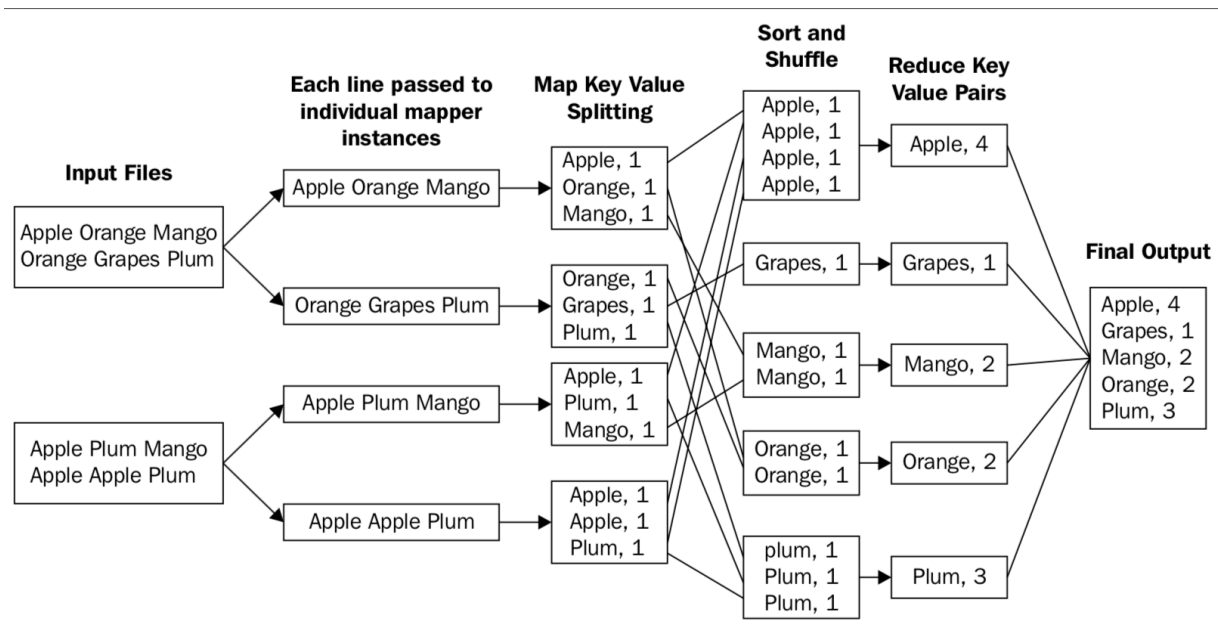 Input Files
Apple Orange Mango
Orange Grapes Plum
Apple Plum Mango
Apple Apple Plum
Each line passed to
individual mapper
instances
Apple Orange Mango
Orange Grapes Plum
Apple Plum Mango
Apple Apple Plum
Map Key Value
Splitting
Apple, 1
Orange, 1
Mango, 1
Orange, 1
Grapes, 1
Plum, 1
Apple, 1
Plum, 1
Mango, 1
Apple, 1
Apple, 1
Plum, 1
Sort and
Shuffle
Apple, 1
Apple, 1
Apple, 1
Apple, 1
Grapes, 1
Mango, 1
Mango, 1
Orange, 1
Orange, 1
plum, 1
Plum, 1
Plum, 1
Reduce Key
Value Pairs
Apple, 4
Grapes, 1
Mango, 2
Orange, 2
Plum, 3
Final Output
Apple, 4
Grapes, 1
Mango, 2
Orange, 2
Plum, 3